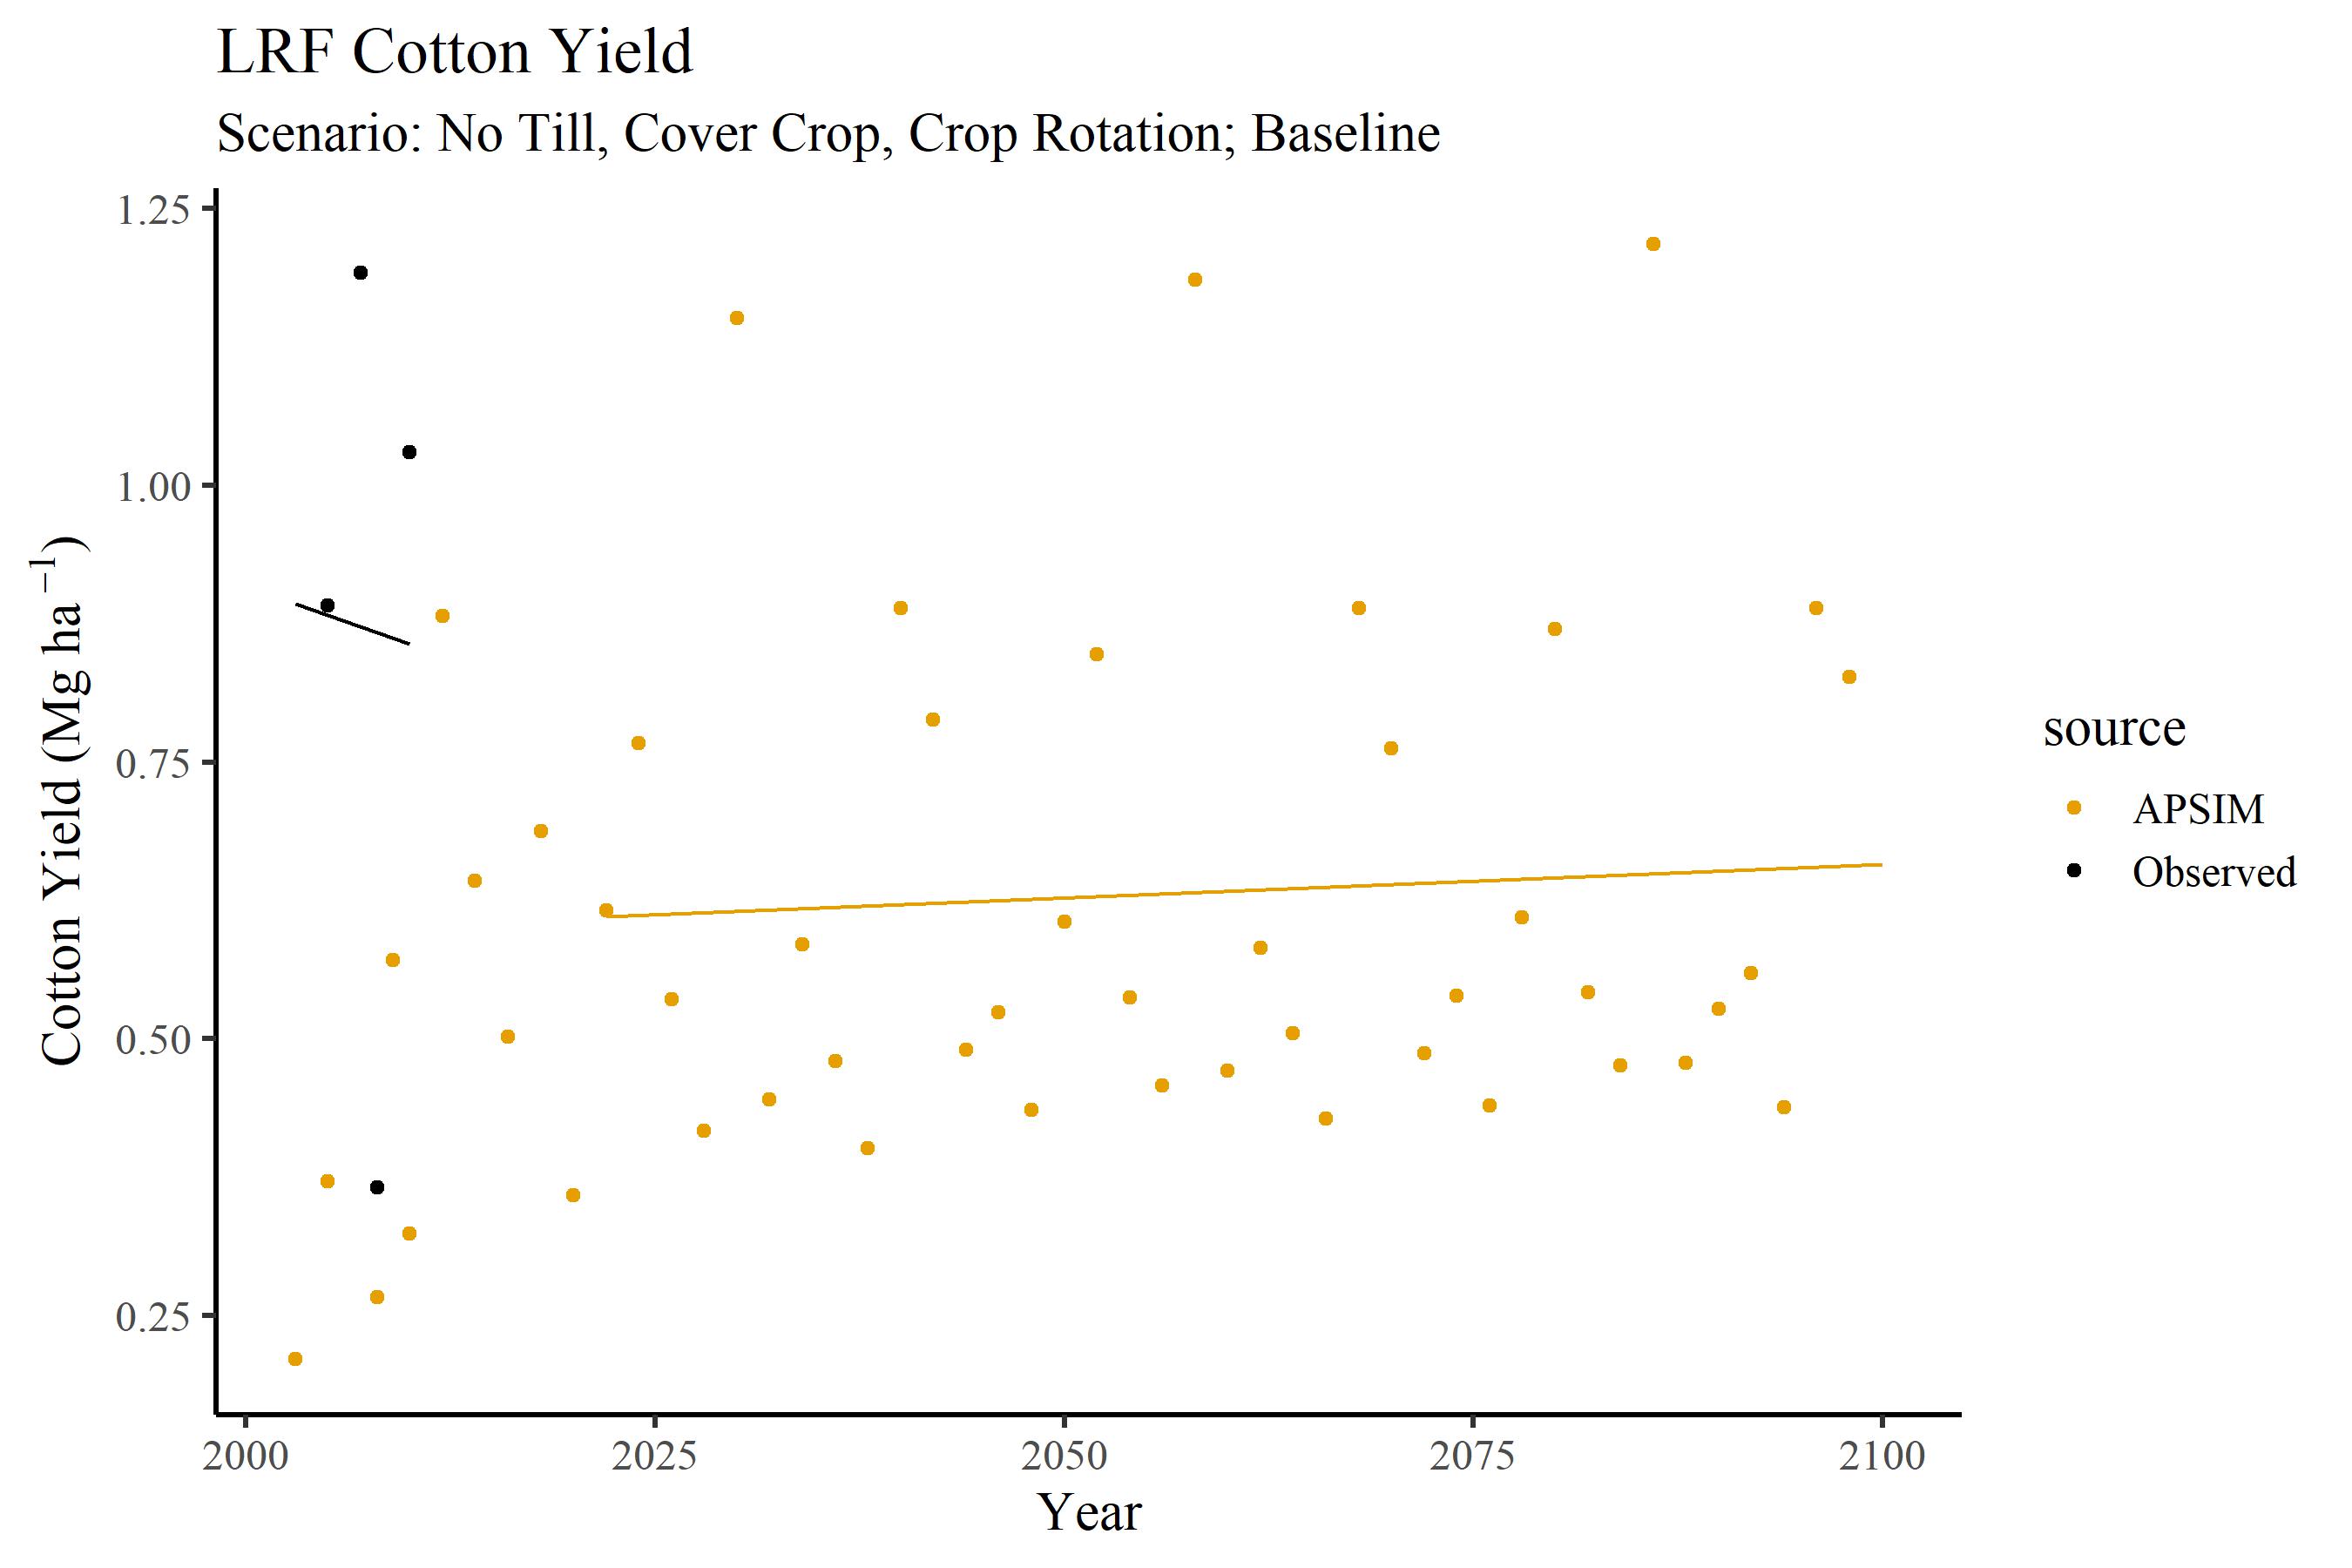 LRF Cotton Yield
Scenario: No Till, Cover Crop, Crop Rotation; Baseline
Cotton Yield (Mg ha⁻¹)
1.25
1.00
0.75
0.50
0.25
2000 2025 2050 2075 2100
Year
source
APSIM
Observed